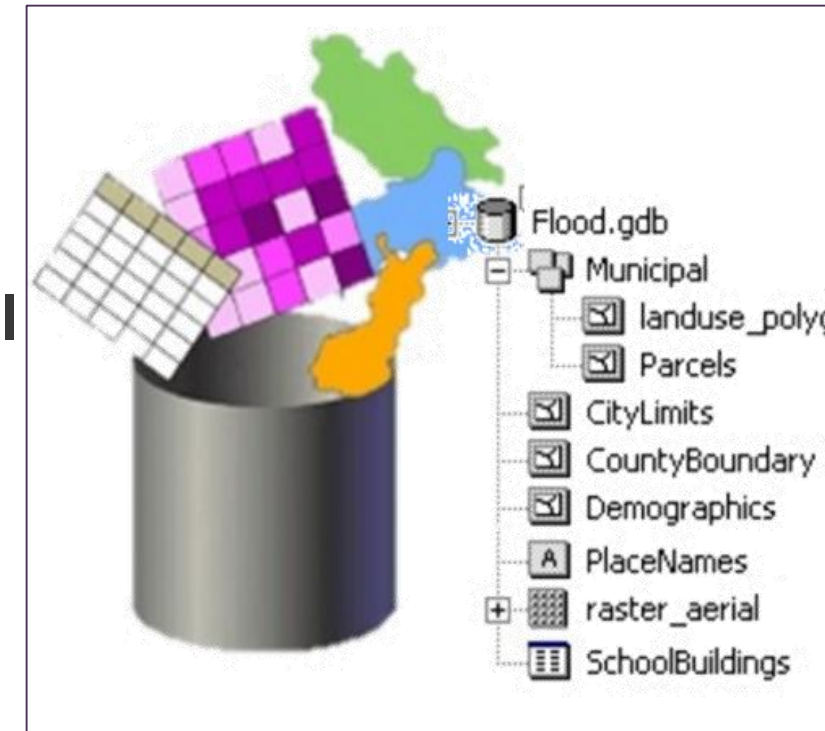 Flood.gdb
Municipal
Parcels
CityLimits
CountyBoundary
Demographics
A PlaceNames
raster_aerial
SchoolBuildings